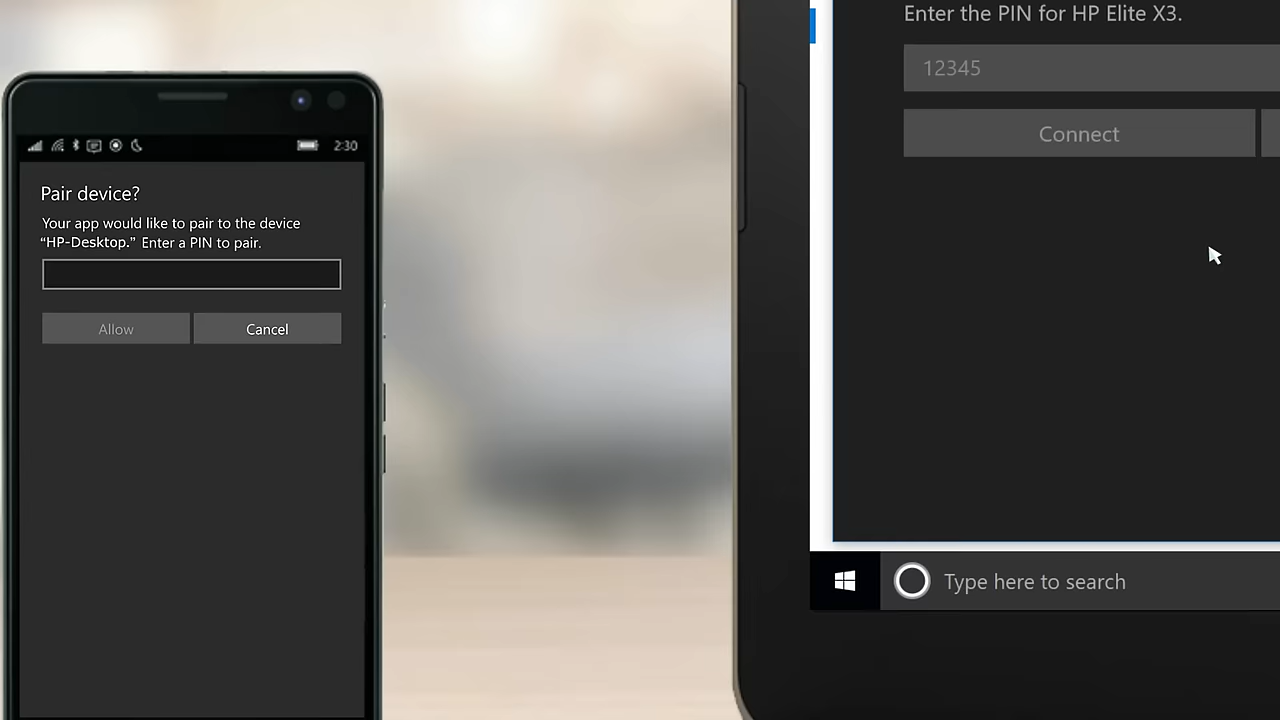 2:30
Pair device?
Your app would like to pair to the device
“HP-Desktop.” Enter a PIN to pair.
Allow
Cancel
Enter the PIN for HP Elite X3.
12345
Connect
Type here to search